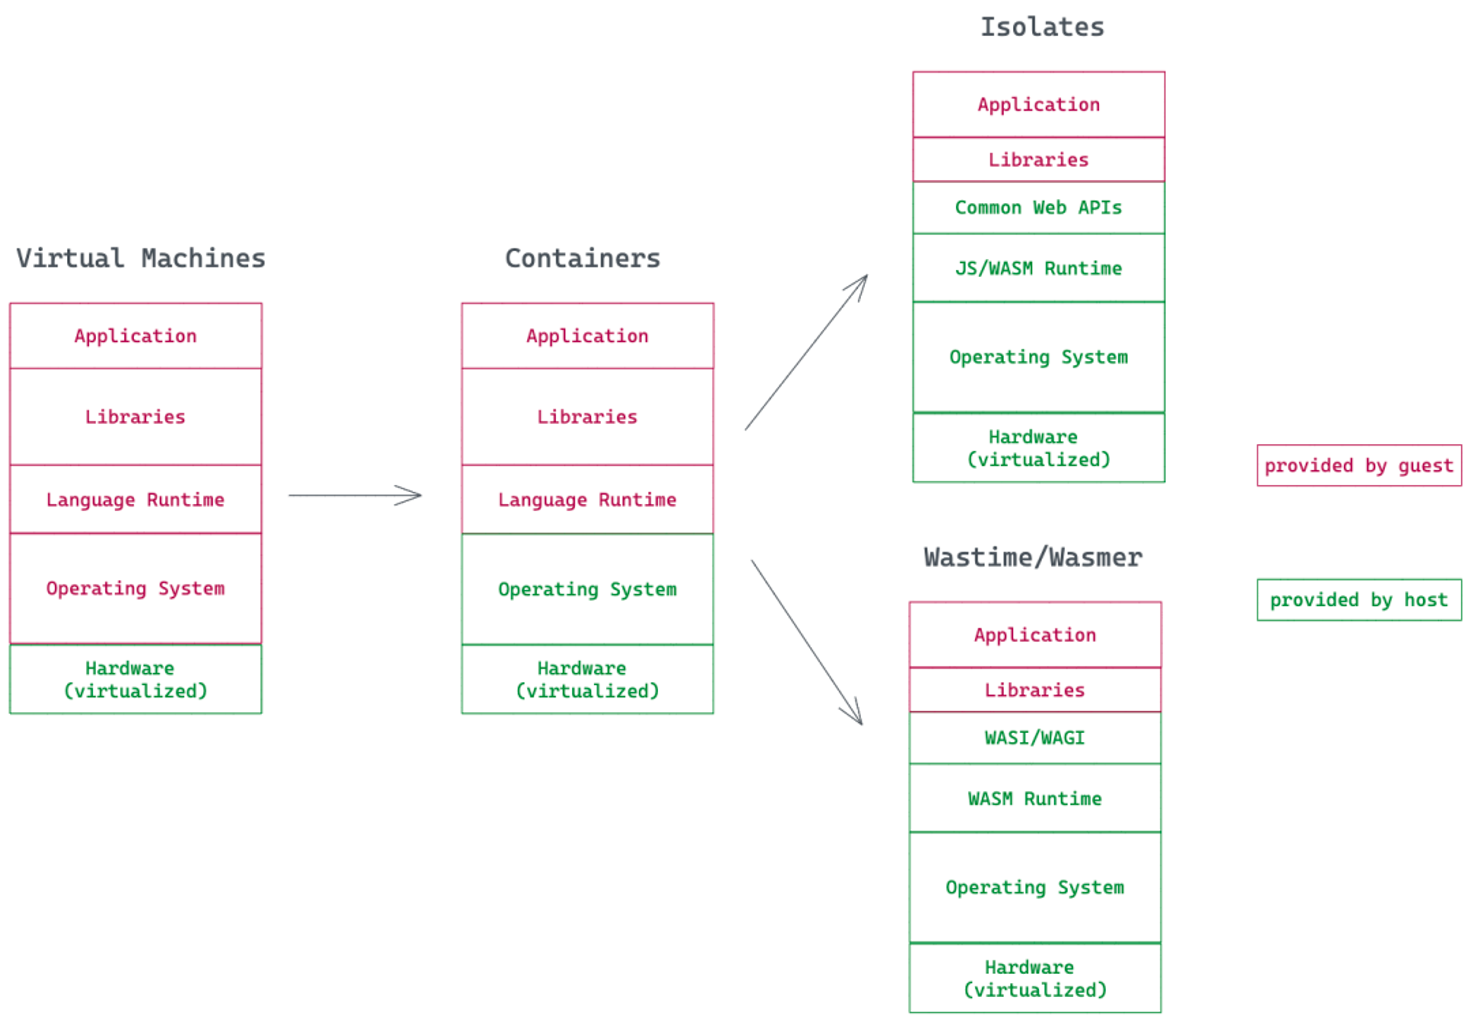 Virtual Machines
Application
Libraries
Language Runtime
Operating System
Hardware
(virtualized)
Containers
Application
Libraries
Language Runtime
Operating System
Hardware
(virtualized)
Isolates
Application
Libraries
Common Web APIs
JS/WASM Runtime
Operating System
Hardware
(virtualized)
Wastime/Wasmer
Application
Libraries
WASI/WAGI
WASM Runtime
Operating System
Hardware
(virtualized)
provided by guest
provided by host